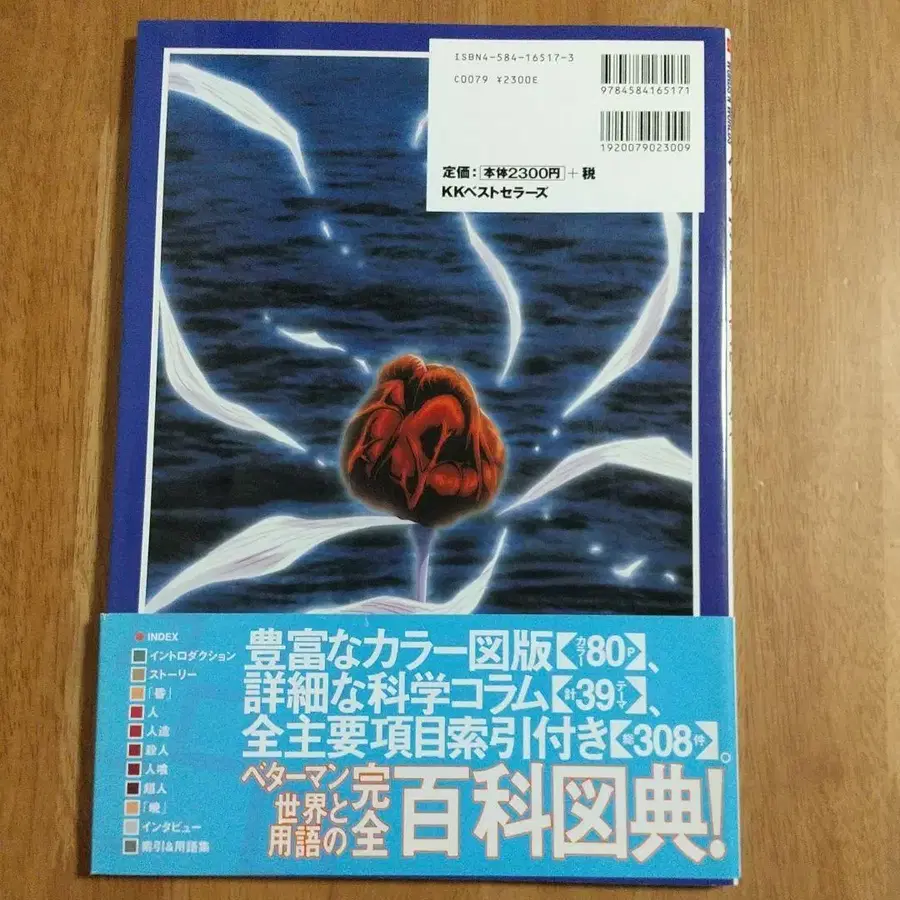 ISBN4-584-16517-3
C0079 ¥2300E
9784584165171
1920079023009
定価：本体2300円＋税
KKベストセラーズ
INDEX
イントロダクション
ストーリー
人
人造
殺人
人喰
超人
インタビュー
索引&用語集
豊富なカラー図版【カラー80P】、
詳細な科学コラム【計39テーマ】、
全主要項目索引付き【総308件】。
ベターマン
世界と
用語の
完全
百科図典!